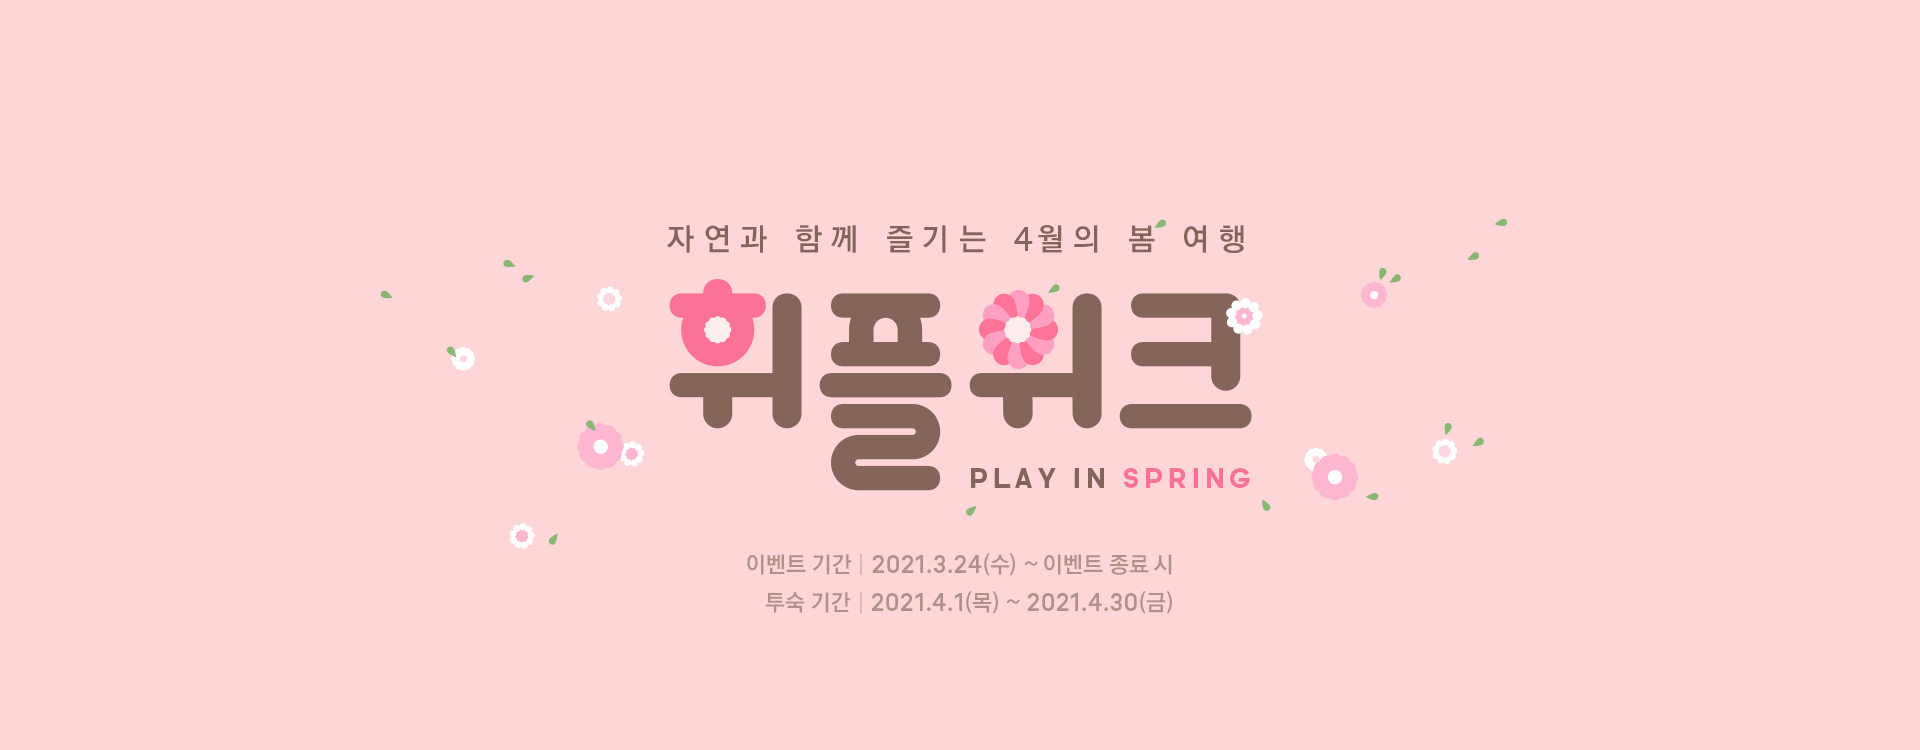 자연과 함께 즐기는 4월의 봄 여행
휘플위크
PLAY IN SPRING
이벤트 기간 | 2021.3.24(수) ~ 이벤트 종료 시
투숙 기간 | 2021.4.1(목) ~ 2021.4.30(금)